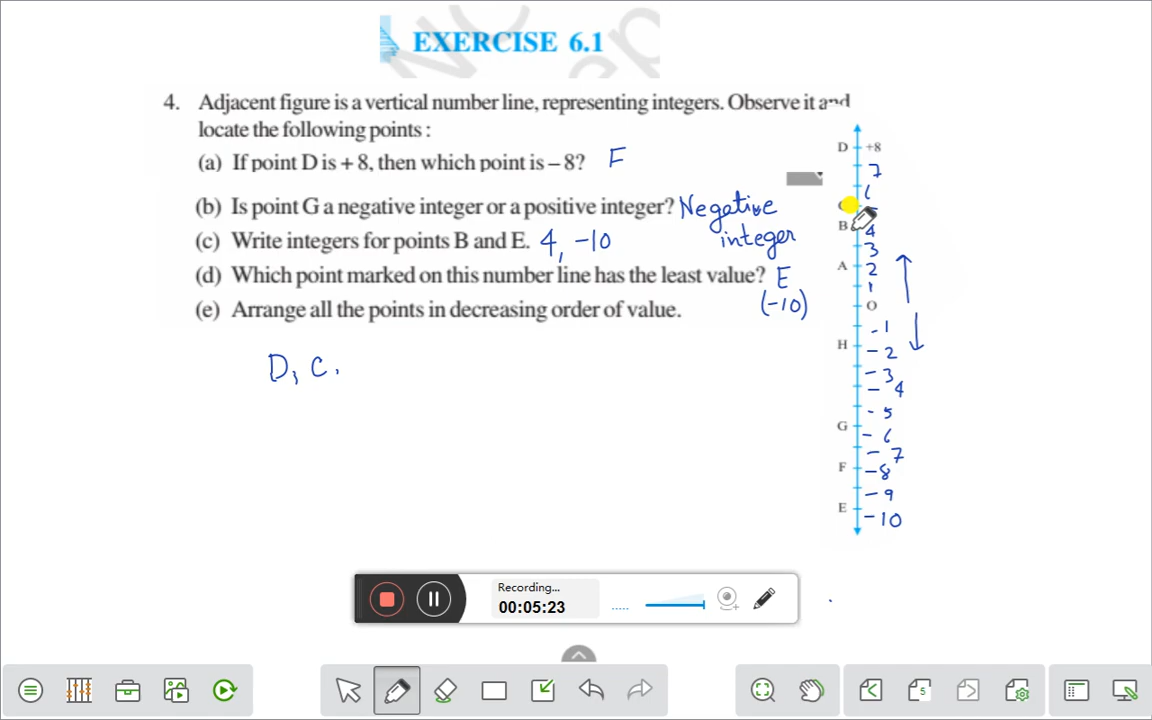 EXERCISE 6.1
4. Adjacent figure is a vertical number line, representing integers. Observe it and
locate the following points :
(a) If point D is + 8, then which point is – 8? F
(b) Is point G a negative integer or a positive integer? Negative
integer
(c) Write integers for points B and E. 4, -10
(d) Which point marked on this number line has the least value? E
(-10)
(e) Arrange all the points in decreasing order of value.
D, C,
D +8
7
B 4
3
A 2
1
O
-1
H -2
-3
-4
-5
G -6
-7
F -8
-9
E -10
Recording...
00:05:23
5